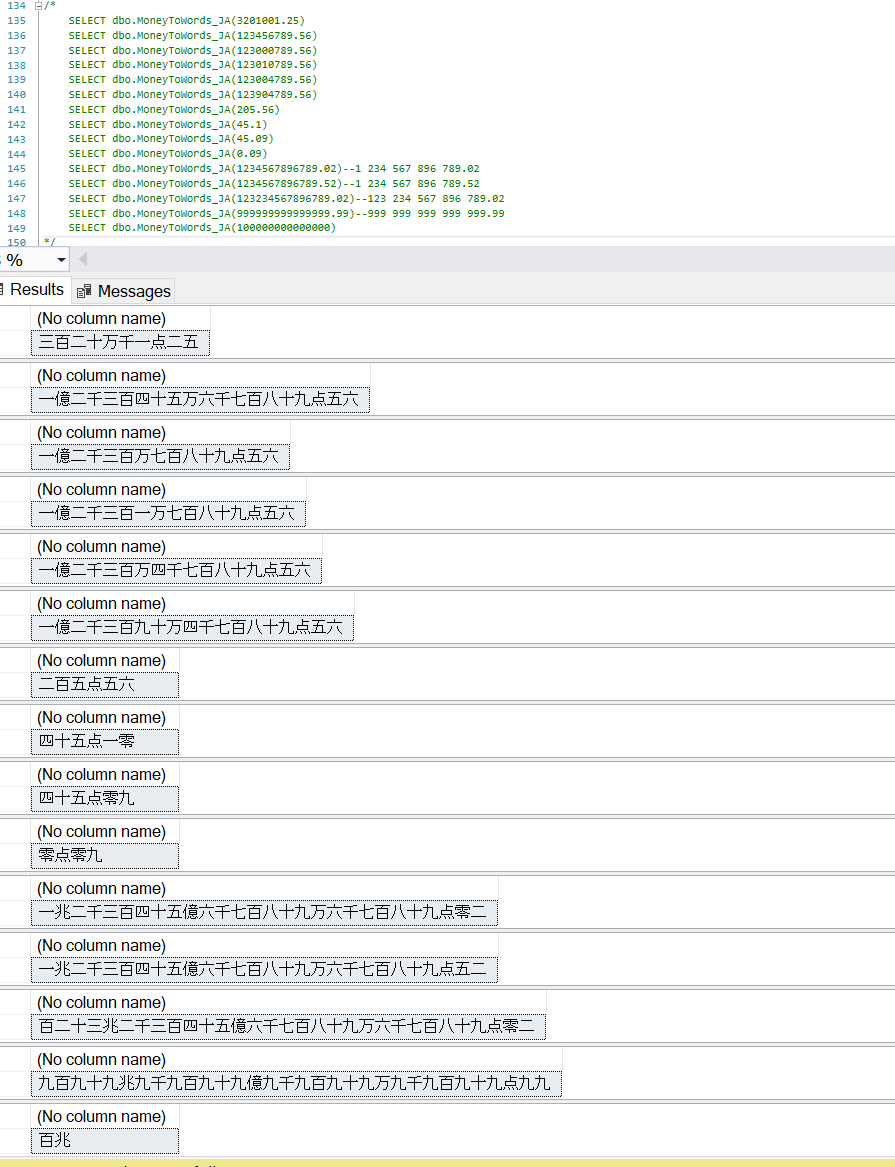 134 /*
135 SELECT dbo.MoneyToWords_JA(3201001.25)
136 SELECT dbo.MoneyToWords_JA(123456789.56)
137 SELECT dbo.MoneyToWords_JA(123000789.56)
138 SELECT dbo.MoneyToWords_JA(123010789.56)
139 SELECT dbo.MoneyToWords_JA(123004789.56)
140 SELECT dbo.MoneyToWords_JA(123904789.56)
141 SELECT dbo.MoneyToWords_JA(205.56)
142 SELECT dbo.MoneyToWords_JA(45.1)
143 SELECT dbo.MoneyToWords_JA(45.09)
144 SELECT dbo.MoneyToWords_JA(0.09)
145 SELECT dbo.MoneyToWords_JA(1234567896789.02)--1 234 567 896 789.02
146 SELECT dbo.MoneyToWords_JA(1234567896789.52)--1 234 567 896 789.52
147 SELECT dbo.MoneyToWords_JA(123234567896789.02)--123 234 567 896 789.02
148 SELECT dbo.MoneyToWords_JA(999999999999999.99)--999 999 999 999 999.99
149 SELECT dbo.MoneyToWords_JA(100000000000000)
150 */
%
Results Messages
(No column name)
三百二十万千一点二五
(No column name)
一億二千三百四十五万六千七百八十九点五六
(No column name)
一億二千三百万七百八十九点五六
(No column name)
一億二千三百一万七百八十九点五六
(No column name)
一億二千三百万四千七百八十九点五六
(No column name)
一億二千三百九十万四千七百八十九点五六
(No column name)
二百五点五六
(No column name)
四十五点一零
(No column name)
四十五点零九
(No column name)
零点零九
(No column name)
一兆二千三百四十五億六千七百八十九万六千七百八十九点零二
(No column name)
一兆二千三百四十五億六千七百八十九万六千七百八十九点五二
(No column name)
百二十三兆二千三百四十五億六千七百八十九万六千七百八十九点零二
(No column name)
九百九十九兆九千九百九十九億九千九百九十九万九千九百九十九点九九
(No column name)
百兆